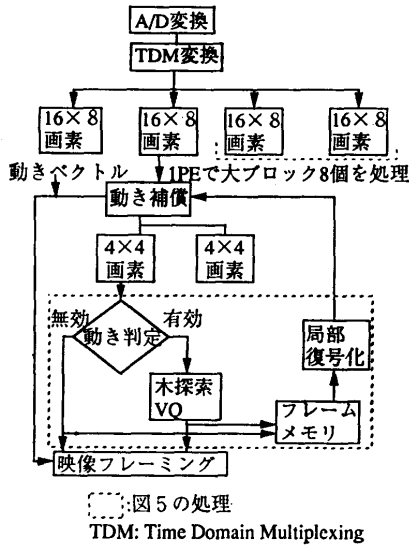 A/D変換
TDM変換
16×8
画素
16×8
画素
16×8
画素
16×8
画素
動きベクトル
1PEで大ブロック8個を処理
動き補償
4×4
画素
4×4
画素
無効
動き判定
有効
局部
復号化
木探索
VQ
フレーム
メモリ
映像フレーミング
:図5の処理
TDM: Time Domain Multiplexing